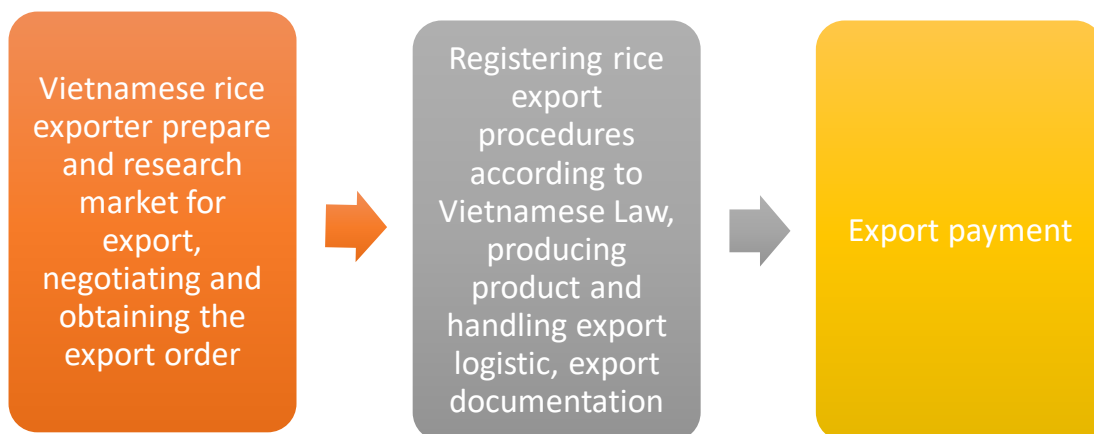 Vietnamese rice
exporter prepare
and research
market for
export,
negotiating and
obtaining the
export order
Registering rice
export
procedures
according to
Vietnamese Law,
producing
product and
handling export
logistic, export
documentation
Export payment